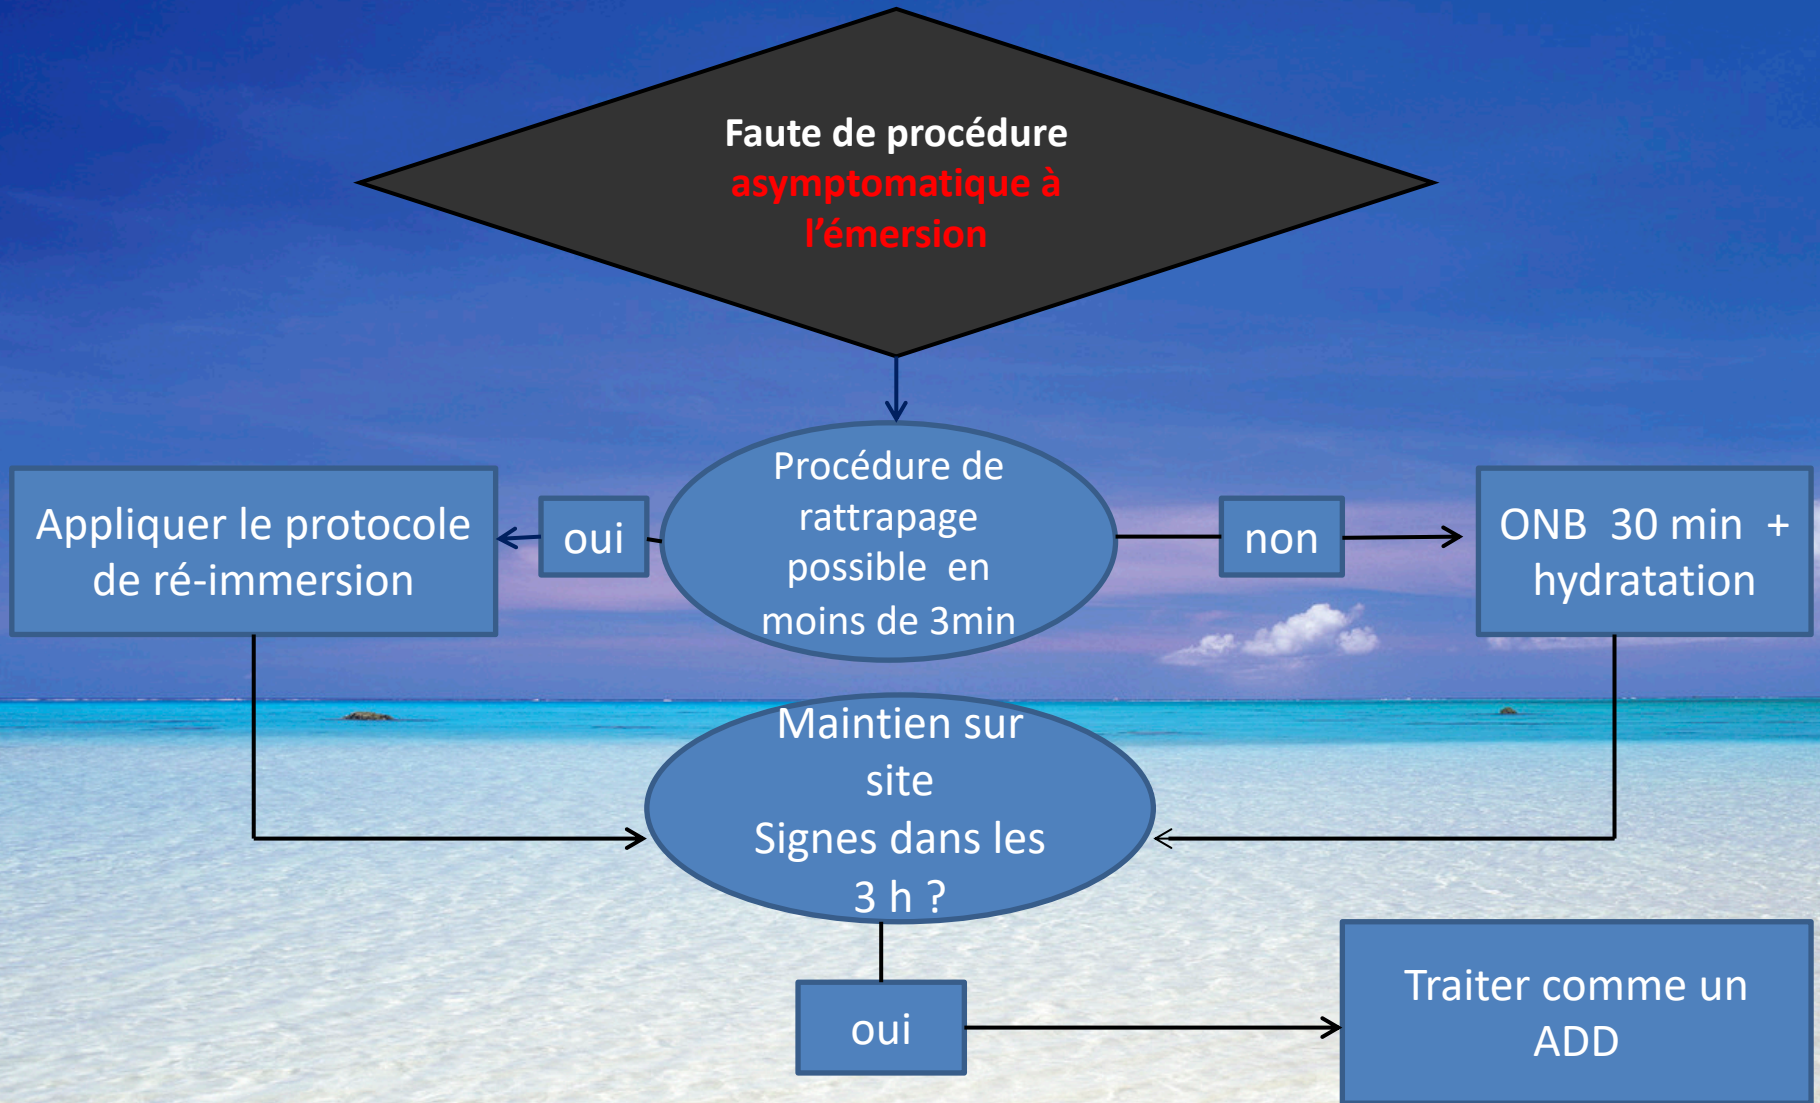 Faute de procédure
asymptomatique à
l'émersion
Procédure de
rattrapage
possible en
moins de 3min
oui
Appliquer le protocole
de ré-immersion
non
ONB 30 min +
hydratation
Maintien sur
site
Signes dans les
3 h ?
oui
Traiter comme un
ADD